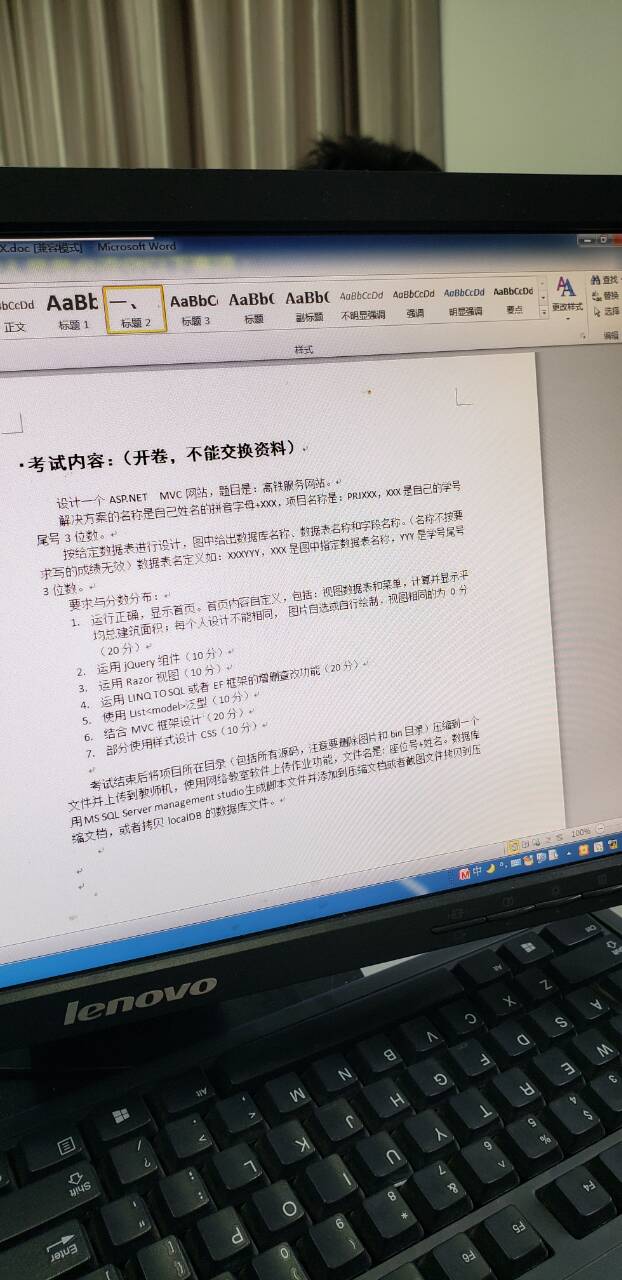 X.doc [兼容模式] Microsoft Word
AaBbCcDd AaBb 一、 AaBbC AaBb( AaBb( AaBbCcDd AaBbCcDd AaBbCcDd AaBbCcDd
正文 标题 1 标题 2 标题 3 标题 副标题 不明显强调 强调 明显强调 要点 更改样式
查找
替换
选择
样式 编辑
·考试内容：（开卷，不能交换资料）
设计一个 ASP.NET MVC 网站，题目是：高铁服务网站。
解决方案的名称是自己姓名的拼音字母+XXX，项目名称是：PRJXXX，XXX 是自己的学号
尾号 3 位数。
按给定数据表进行设计，图中给出数据库名称、数据表名称和字段名称。（名称不按要
求写的成绩无效）数据表名定义如：XXXYYY，XXX 是图中指定数据表名称，YYY 是学号尾号
3 位数。
要求与分数分布：
1. 运行正确，显示首页。首页内容自定义，包括：视图数据表和菜单，计算并显示平
均总建筑面积；每个人设计不能相同，图片自选或自行绘制，视图相同的为 0 分
（20 分）
2. 运用 jQuery 组件（10 分）
3. 运用 Razor 视图（10 分）
4. 运用 LINQ TO SQL 或者 EF 框架的增删查改功能（20 分）
5. 使用 List<model>泛型（10 分）
6. 结合 MVC 框架设计（20 分）
7. 部分使用样式设计 CSS（10 分）
考试结束后将项目所在目录（包括所有源码，注意要删除图片和 bin 目录）压缩到一个
文件并上传到教师机，使用网络教室软件上传作业功能，文件名是：座位号+姓名。数据库
用 MS SQL Server management studio 生成脚本文件并添加到压缩文档或者截图文件拷贝到压
缩文档，或者拷贝 localDB 的数据库文件。
100%
中
lenovo
Ctrl
Alt
Z X C V B N M
Alt
Shift
A S D F G H J K L
Enter
W E R T Y U I O P
3 $ 4 % 5 ^ 6 & 7 * 8 ( 9 ) 0
F4 F5 F6